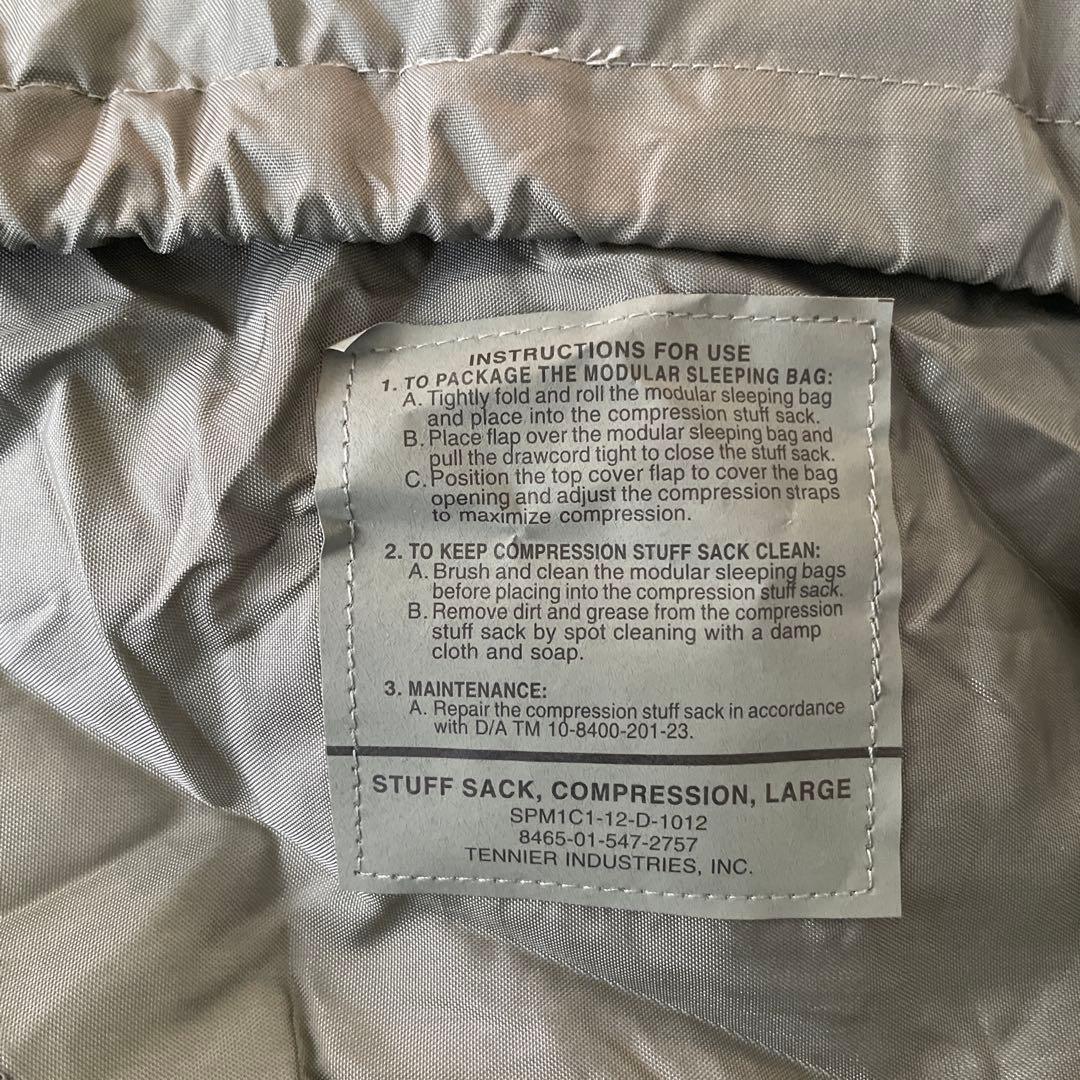 INSTRUCTIONS FOR USE
1. TO PACKAGE THE MODULAR SLEEPING BAG:
A. Tightly fold and roll the modular sleeping bag
and place into the compression stuff sack.
B. Place flap over the modular sleeping bag and
pull the drawcord tight to close the stuff sack.
C. Position the top cover flap to cover the bag
opening and adjust the compression straps
to maximize compression.
2. TO KEEP COMPRESSION STUFF SACK CLEAN:
A. Brush and clean the modular sleeping bags
before placing into the compression stuff sack.
B. Remove dirt and grease from the compression
stuff sack by spot cleaning with a damp
cloth and soap.
3. MAINTENANCE:
A. Repair the compression stuff sack in accordance
with D/A TM 10-8400-201-23.
STUFF SACK, COMPRESSION, LARGE
SPM1C1-12-D-1012
8465-01-547-2757
TENNIER INDUSTRIES, INC.